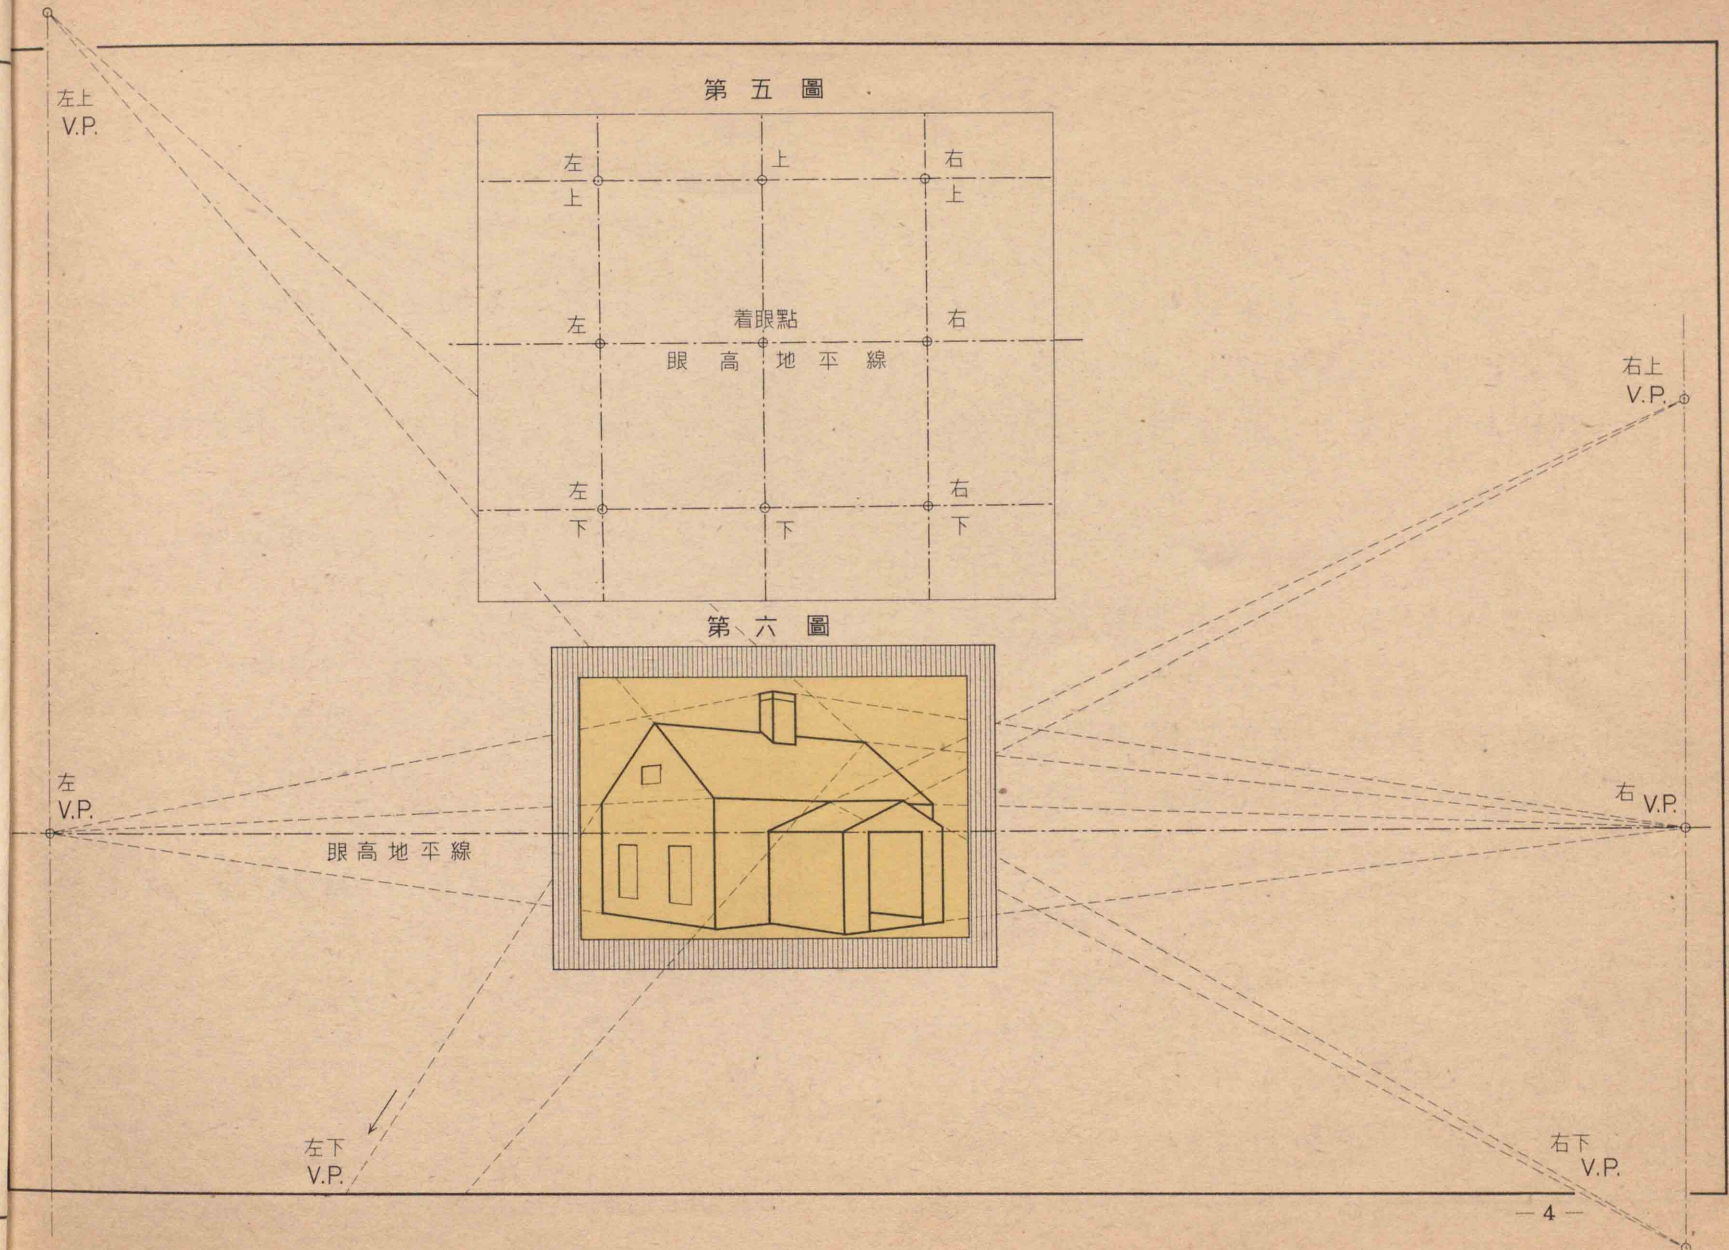 左上
V.P.
第五圖
左上
上
右上
左
着眼點
右
眼高地平線
左下
下
右下
右上
V.P.
第六圖
左
V.P.
右 V.P.
眼高地平線
左下
V.P.
右下
V.P.
— 4 —